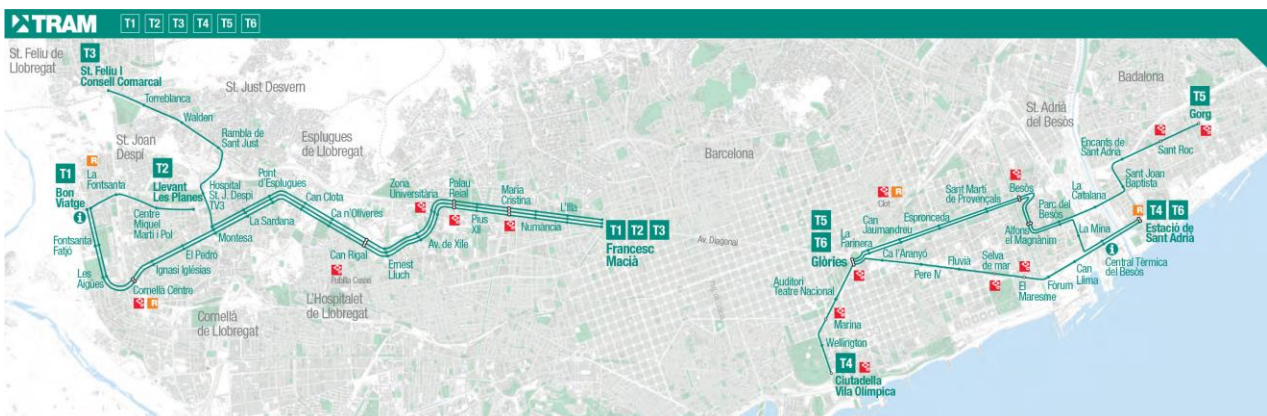 TRAM
T1 T2 T3 T4 T5 T6
St. Feliu de
Llobregat
T3
St. Feliu I
Consell Comarcal
Torreblanca
Walden
Rambla de
Sant Just
St. Just Desvern
St. Joan
Despí
Esplugues
de Llobregat
R
La
Fontsanta
T1
Bon
Viatge
i
T2
Llevant
Les Planes
Centre
Miquel
Martí i Pol
Hospital
St. J. Despí
TV3
Pont
d'Esplugues
La Sardana
Montesa
El Pedró
Ignasi Iglésias
Fontsanta
Fatjó
Les
Aigües
Cornellà Centre
R
Cornellà
de Llobregat
Can Clota
Ca n'Oliveres
Can Rigal
Pubilla Cases
Ernest
Lluch
L'Hospitalet
de Llobregat
Zona
Universitària
Av. de Xile
Palau
Reial
Pius
XII
Maria
Cristina
Numància
L'Illa
T1 T2 T3
Francesc
Macià
Barcelona
Av. Diagonal
T5
T6
Glòries
La
Farinera
Can
Jaumandreu
Clot
R
Espronceda
Sant Martí
de Provençals
Besòs
Alfons
el Magnànim
Parc del
Besòs
La
Catalana
Sant Joan
Baptista
Encants de
Sant Adrià
Sant Roc
St. Adrià
del Besòs
Badalona
T5
Gorg
R
T4 T6
Estació de
Sant Adrià
La Mina
i
Central Tèrmica
del Besòs
Can
Llima
Fòrum
El
Maresme
Selva
de mar
Fluvià
Pere IV
Ca l'Aranyó
Auditori
Teatre Nacional
Marina
Wellington
T4
Ciutadella
Vila Olímpica